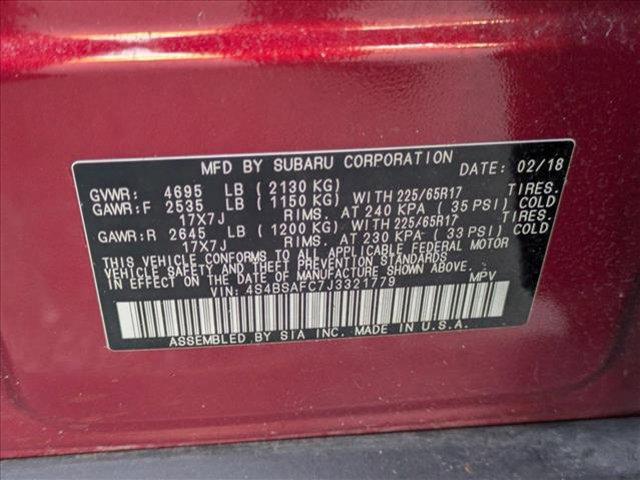 MFD BY SUBARU CORPORATION DATE: 02/18
GVWR: 4695 LB (2130 KG)
GAWR:F 2535 LB (1150 KG) WITH 225/65R17 TIRES.
17X7J RIMS. AT 240 KPA (35 PSI) COLD
GAWR:R 2645 LB (1200 KG) WITH 225/65R17 TIRES.
17X7J RIMS. AT 230 KPA (33 PSI) COLD
THIS VEHICLE CONFORMS TO ALL APPLICABLE FEDERAL MOTOR
VEHICLE SAFETY AND THEFT PREVENTION STANDARDS
IN EFFECT ON THE DATE OF MANUFACTURE SHOWN ABOVE.
VIN: 4S4BSAFC7J3321779 MPV
ASSEMBLED BY SIA INC. MADE IN U.S.A.